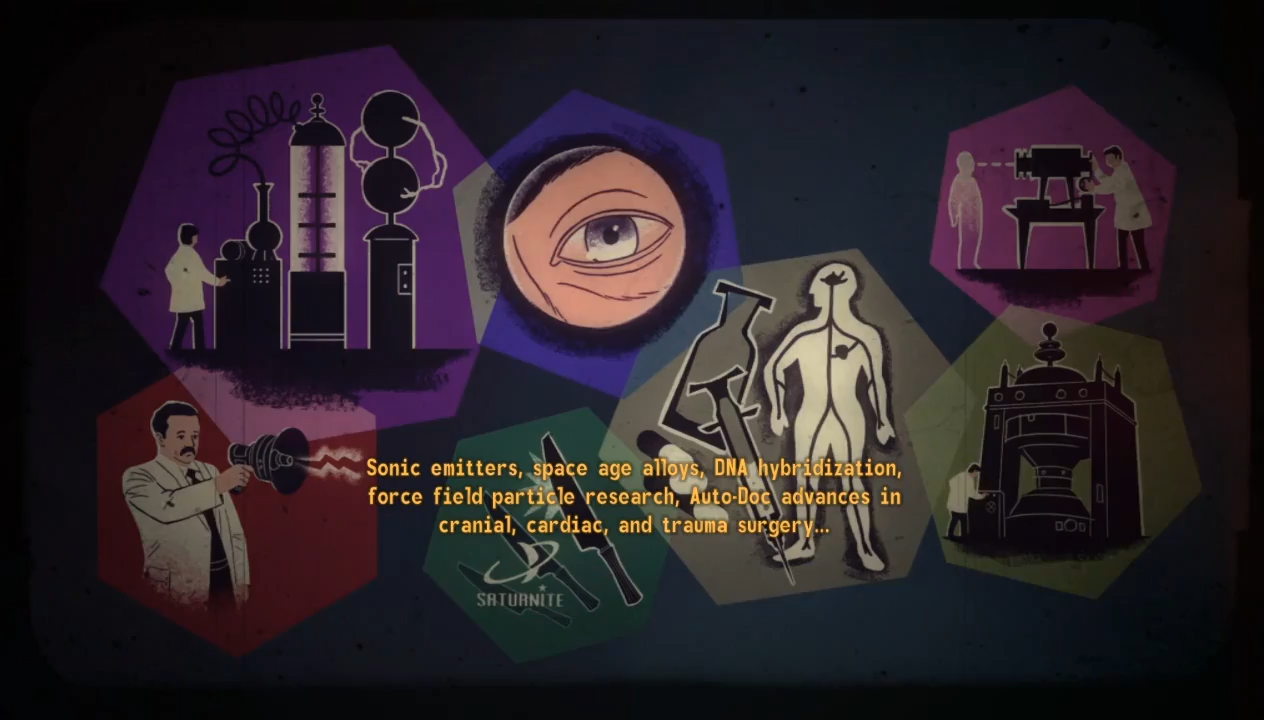 Sonic emitters, space age alloys, DNA hybridization,
force field particle research, Auto-Doc advances in
cranial, cardiac, and trauma surgery...
SATURNITE